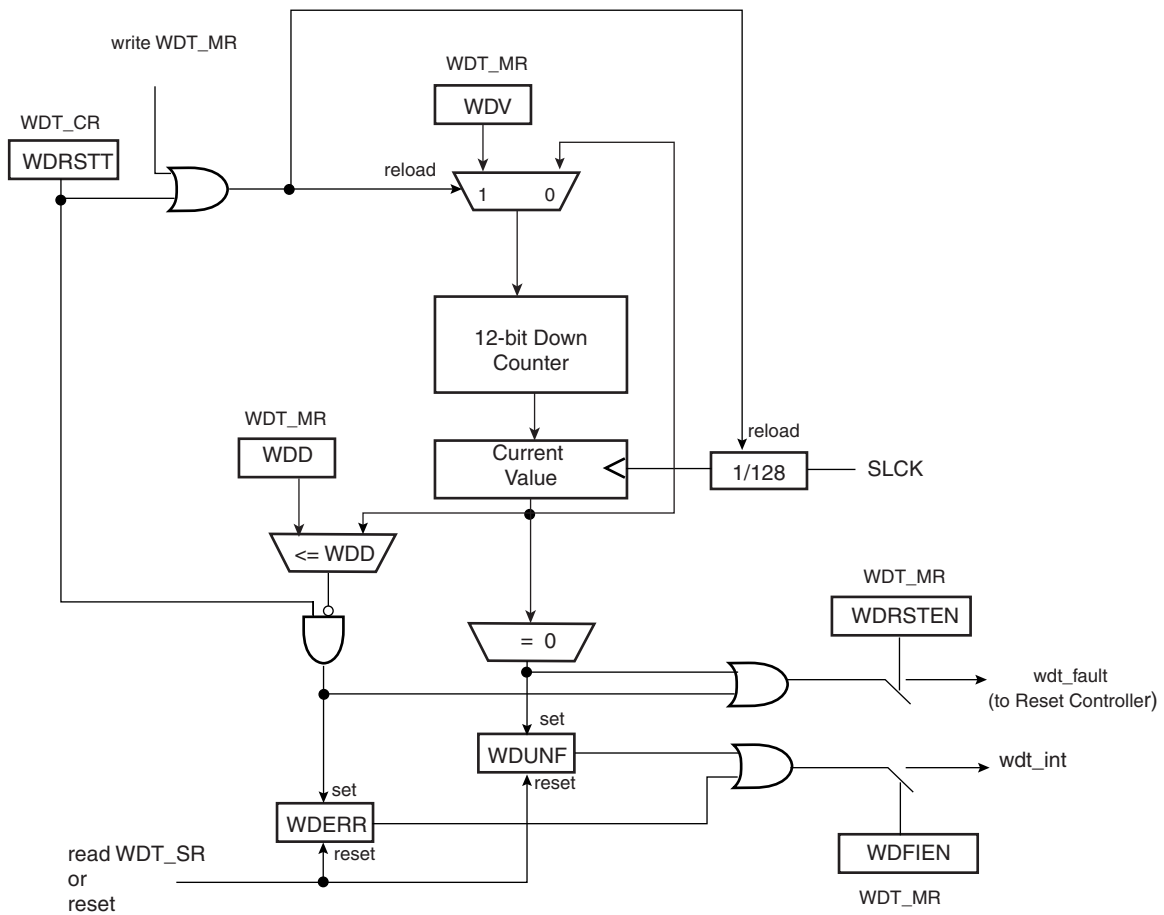 write WDT_MR
WDT_MR
WDV
WDT_CR
WDRSTT
reload
1 0
12-bit Down
Counter
WDT_MR
WDD
reload
Current
Value
1/128
SLCK
<= WDD
WDT_MR
WDRSTEN
= 0
wdt_fault
(to Reset Controller)
set
WDUNF
reset
wdt_int
set
WDERR
reset
WDFIEN
WDT_MR
read WDT_SR
or
reset